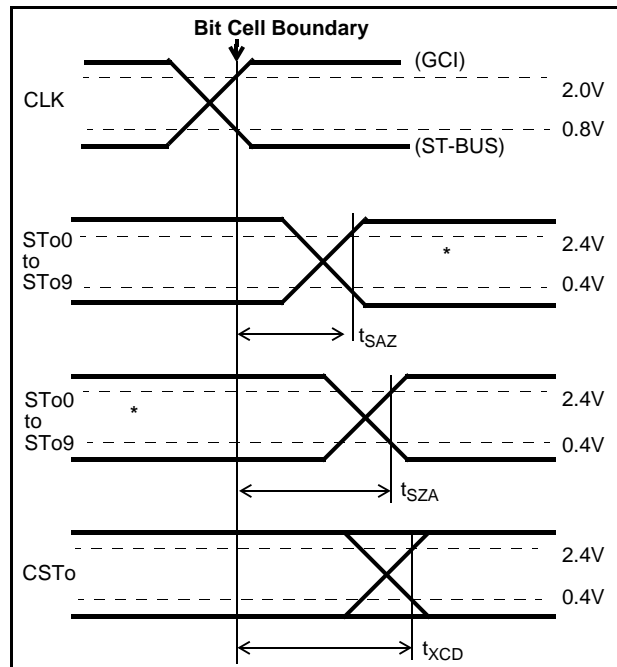 Bit Cell Boundary
(GCI)
CLK
2.0V
0.8V
(ST-BUS)
STo0
to
STo9
*
2.4V
0.4V
tSAZ
STo0
to
STo9
*
2.4V
0.4V
tSZA
CSTo
2.4V
0.4V
tXCD